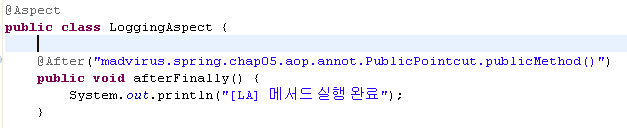 @Aspect
public class LoggingAspect {
@After("madvirus.spring.chap05.aop.annot.PublicPointcut.publicMethod()")
public void afterFinally() {
System.out.println("[LA] 메서드 실행 완료");
}